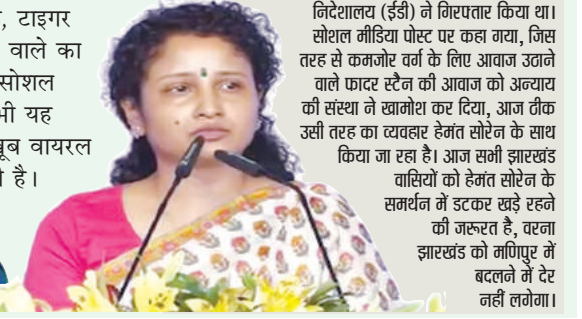 , टाइगर
वाले का
सोशल
भी यह
खूब वायरल
है।
निदेशालय (ईडी) ने गिरफ्तार किया था।
सोशल मीडिया पोस्ट पर कहा गया, जिस
तरह से कमजोर वर्ग के लिए आवाज उठाने
वाले फादर स्टैन की आवाज को अन्याय
की संस्था ने खामोश कर दिया, आज ठीक
उसी तरह का व्यवहार हेमंत सोरेन के साथ
किया जा रहा है। आज सभी झारखंड
वासियों को हेमंत सोरेन के
समर्थन में डटकर खड़े रहने
की जरूरत है, वरना
झारखंड को मणिपुर में
बदलने में देर
नहीं लगेगा।